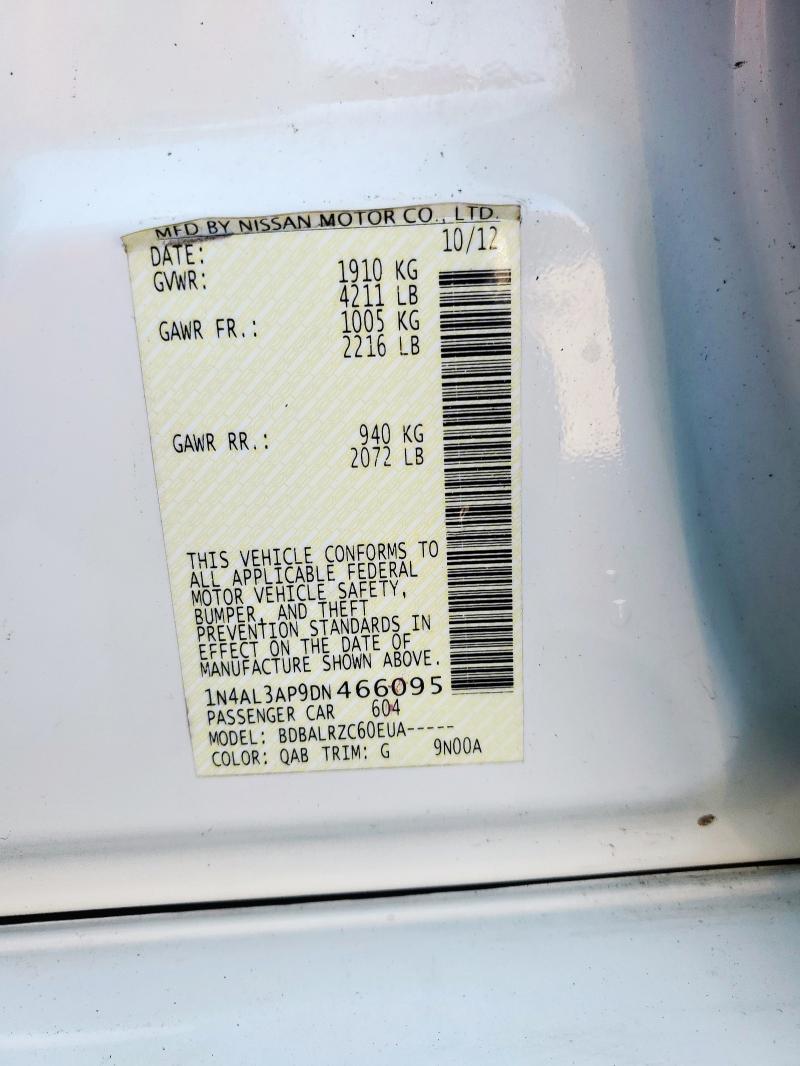 MFD BY NISSAN MOTOR CO., LTD.
DATE: 10/12
GVWR: 1910 KG
4211 LB
GAWR FR.: 1005 KG
2216 LB
GAWR RR.: 940 KG
2072 LB
THIS VEHICLE CONFORMS TO
ALL APPLICABLE FEDERAL
MOTOR VEHICLE SAFETY,
BUMPER, AND THEFT
PREVENTION STANDARDS IN
EFFECT ON THE DATE OF
MANUFACTURE SHOWN ABOVE.
1N4AL3AP9DN466095
PASSENGER CAR 604
MODEL: BDBALRZC60EUA-----
COLOR: QAB TRIM: G 9N00A